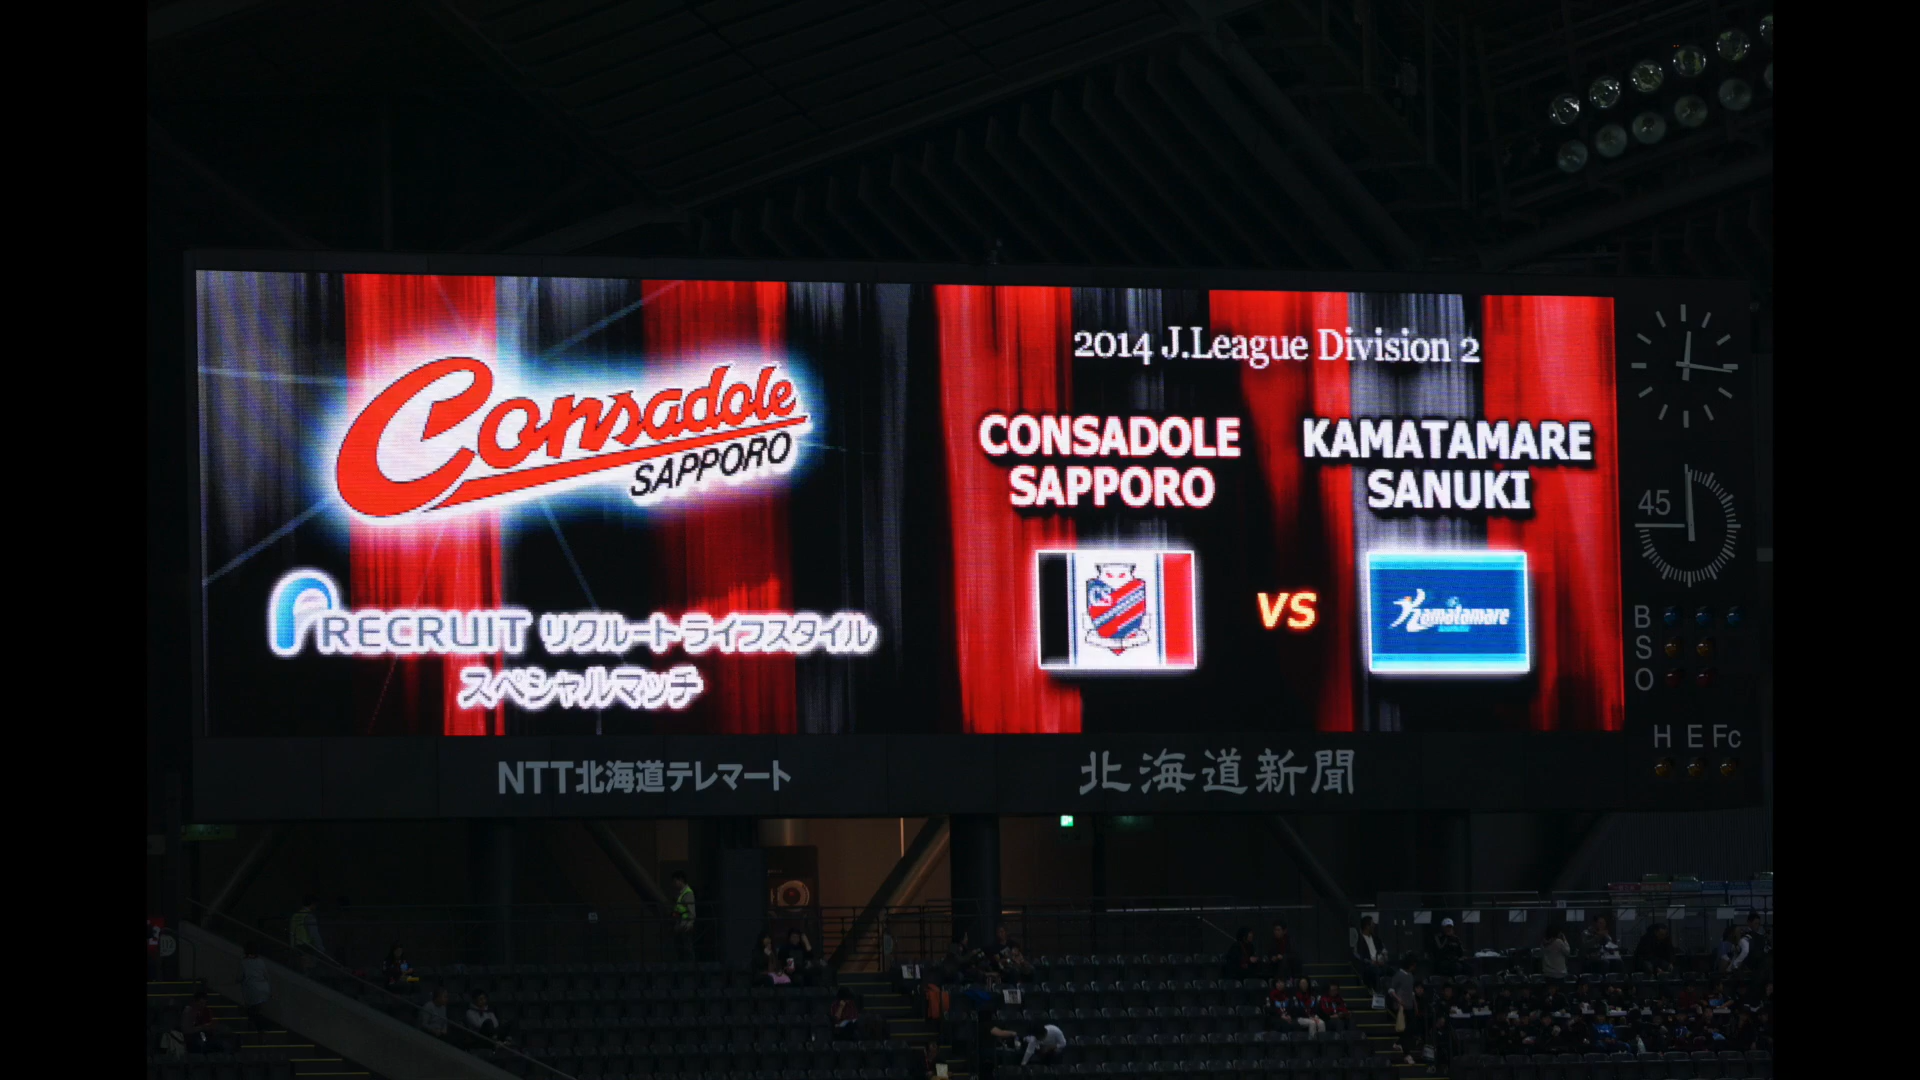 Consadole
SAPPORO
RECRUIT リクルートライフスタイル
スペシャルマッチ
2014 J.League Division 2
CONSADOLE
SAPPORO
KAMATAMARE
SANUKI
CS
VS
Kamatamare
45
B
S
O
H E Fc
NTT北海道テレマート
北海道新聞